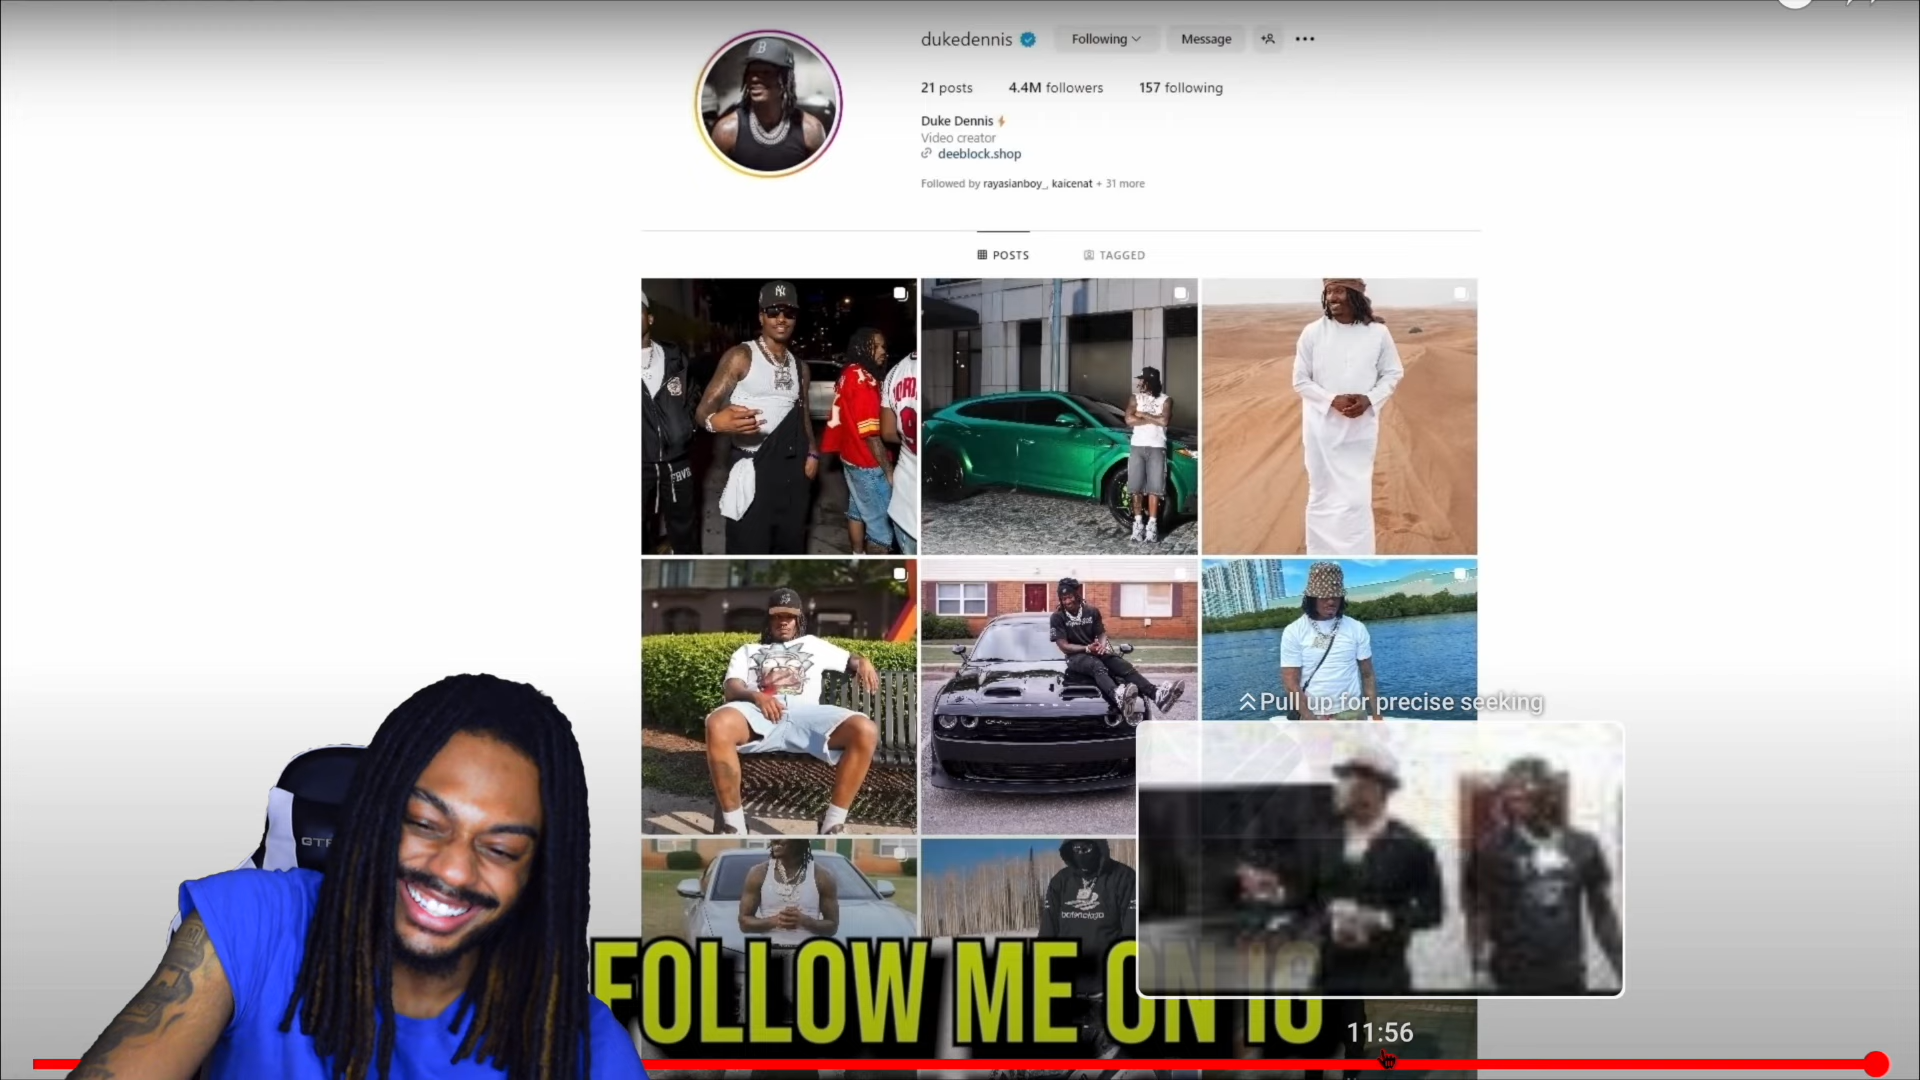 dukedennis Following Message
21 posts 4.4M followers 157 following
Duke Dennis
Video creator
deeblock.shop
Followed by rayasianboy_, kaicenat + 31 more
POSTS TAGGED
Pull up for precise seeking
FOLLOW ME ON IG
11:56